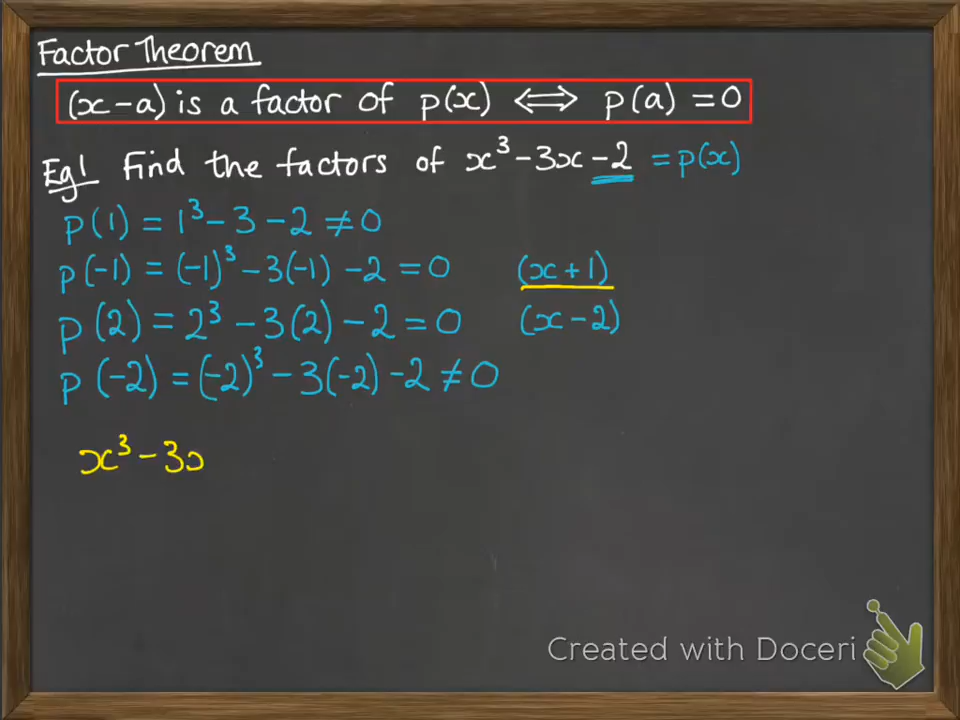 Factor Theorem
(x-a) is a factor of p(x) ⟺ p(a) = 0
Eg1 Find the factors of x³ - 3x - 2 = p(x)
p(1) = 1³ - 3 - 2 ≠ 0
p(-1) = (-1)³ - 3(-1) - 2 = 0 (x + 1)
p(2) = 2³ - 3(2) - 2 = 0 (x - 2)
p(-2) = (-2)³ - 3(-2) - 2 ≠ 0
x³ - 3x
Created with Doceri